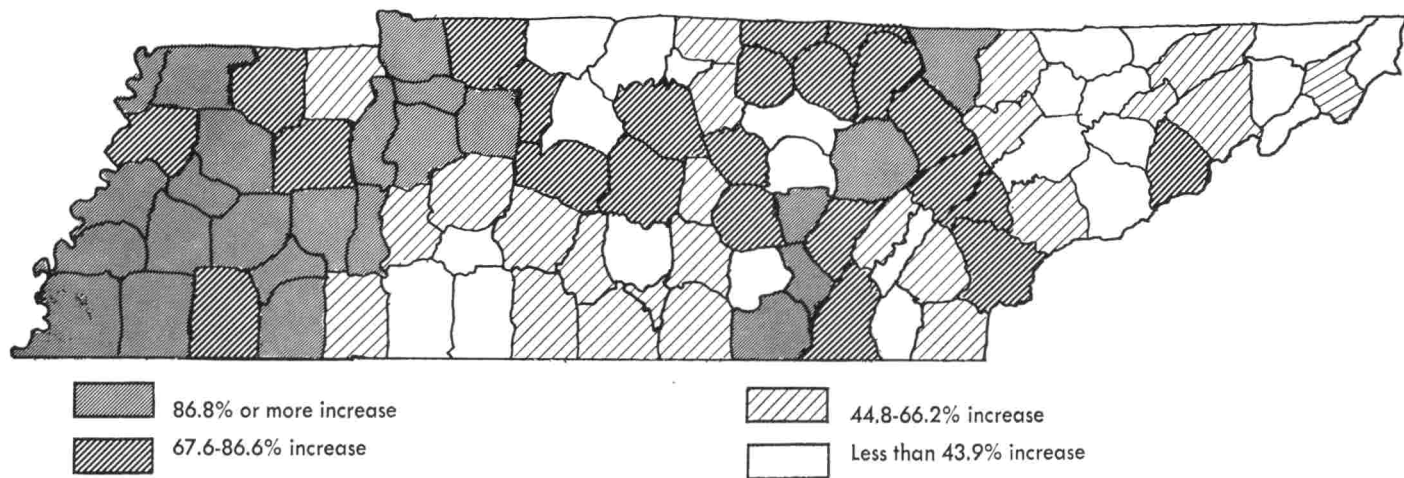 86.8% or more increase
67.6-86.6% increase
44.8-66.2% increase
Less than 43.9% increase